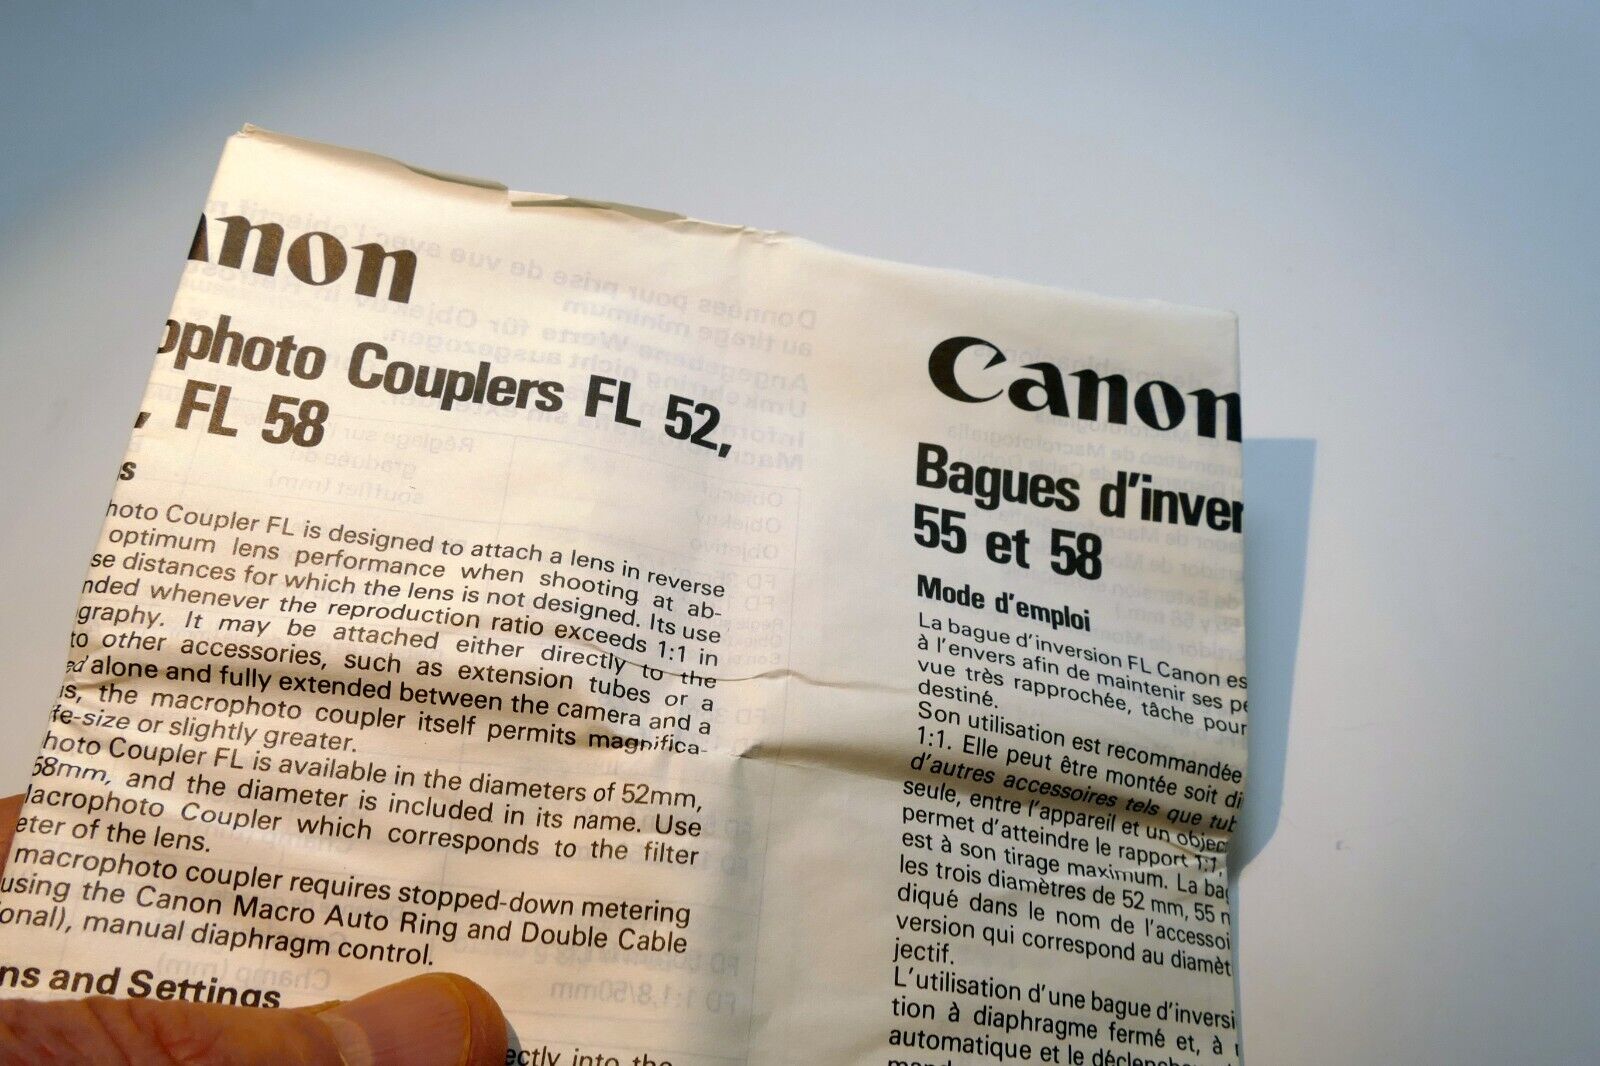 anon
ophoto Couplers FL 52,
, FL 58
s
hoto Coupler FL is designed to attach a lens in reverse
optimum lens performance when shooting at ab-
se distances for which the lens is not designed. Its use
nded whenever the reproduction ratio exceeds 1:1 in
graphy. It may be attached either directly to the
to other accessories, such as extension tubes or a
ed alone and fully extended between the camera and a
is, the macrophoto coupler itself permits magnifica-
fe-size or slightly greater.
hoto Coupler FL is available in the diameters of 52mm,
58mm, and the diameter is included in its name. Use
lacrophoto Coupler which corresponds to the filter
eter of the lens.
macrophoto coupler requires stopped-down metering
using the Canon Macro Auto Ring and Double Cable
onal), manual diaphragm control.
ns and Settings
ectly into the
Canon
Bagues d'inver
55 et 58
Mode d'emploi
La bague d'inversion FL Canon es
à l'envers afin de maintenir ses pe
vue très rapprochée, tâche pour
destiné.
Son utilisation est recommandée
1:1. Elle peut être montée soit di
d'autres accessoires tels que tub
seule, entre l'appareil et un object
permet d'atteindre le rapport 1:1,
est à son tirage maximum. La bag
les trois diamètres de 52 mm, 55 n
diqué dans le nom de l'accessoi
version qui correspond au diamèt
jectif.
L'utilisation d'une bague d'inversi
tion à diaphragme fermé et, à
automatique et le déclench